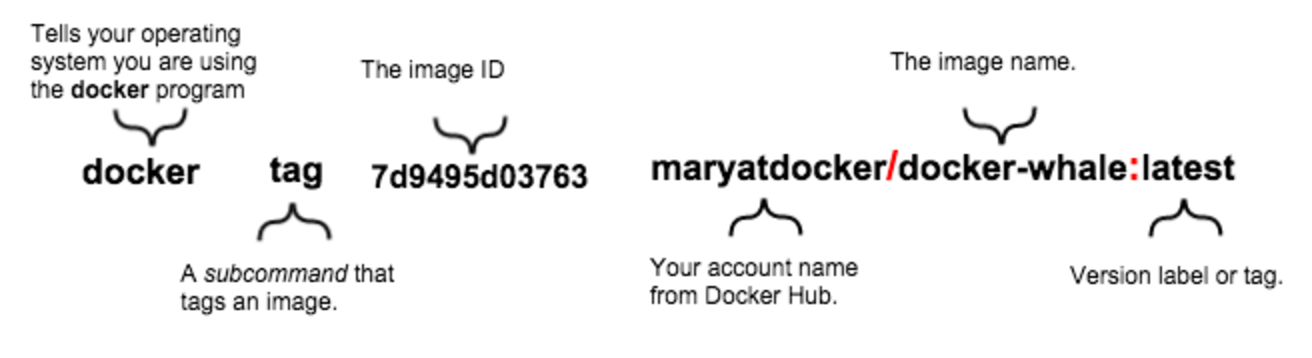 Tells your operating
system you are using
the docker program
The image ID
The image name.
docker tag 7d9495d03763 maryatdocker/docker-whale:latest
A subcommand that
tags an image.
Your account name
from Docker Hub.
Version label or tag.